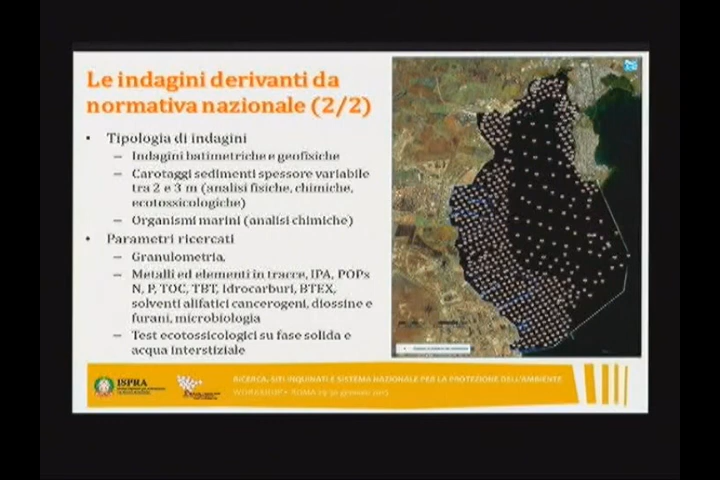 Le indagini derivanti da
normativa nazionale (2/2)
• Tipologia di indagini
– Indagini batimetriche e geofisiche
– Carotaggi sedimenti spessore variabile
tra 2 e 3 m (analisi fisiche, chimiche,
ecotossicologiche)
– Organismi marini (analisi chimiche)
• Parametri ricercati
– Granulometria,
– Metalli ed elementi in tracce, IPA, POPs
N, P, TOC, TBT, Idrocarburi, BTEX,
solventi alifatici cancerogeni, diossine e
furani, microbiologia
– Test ecotossicologici su fase solida e
acqua interstiziale
ISPRA
RICERCA, SITI INQUINATI E SISTEMA NAZIONALE PER LA PROTEZIONE DELL'AMBIENTE
WORKSHOP • ROMA